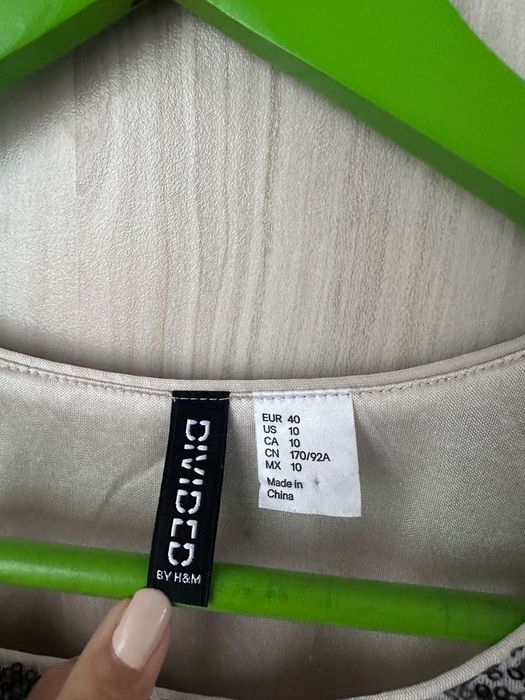 DIVIDED
BY H&M
EUR 40
US 10
CA 10
CN 170/92A
MX 10
Made in
China